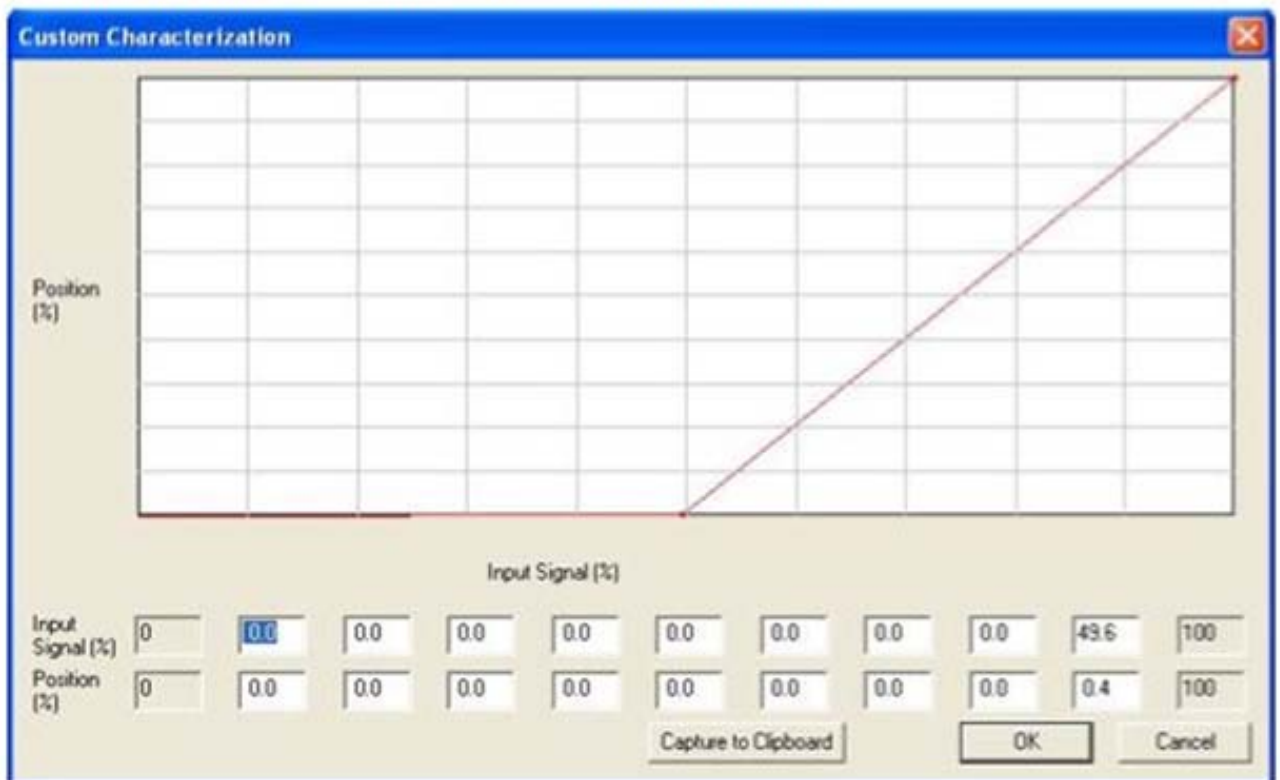 Custom Characterization
Position
(%)
Input Signal (%)
Input
Signal (%) 0 0.0 0.0 0.0 0.0 0.0 0.0 0.0 0.0 49.6 100
Position
(%) 0 0.0 0.0 0.0 0.0 0.0 0.0 0.0 0.0 0.4 100
Capture to Clipboard OK Cancel